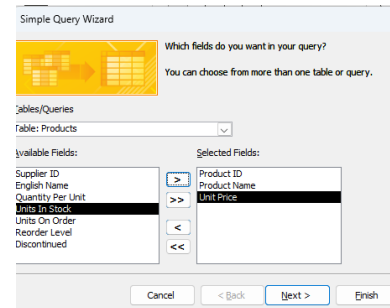 Simple Query Wizard
Which fields do you want in your query?
You can choose from more than one table or query.
Tables/Queries
Table: Products
Available Fields:
Supplier ID
English Name
Quantity Per Unit
Units In Stock
Units On Order
Reorder Level
Discontinued
>
>>
<
<<
Selected Fields:
Product ID
Product Name
Unit Price
Cancel
< Back
Next >
Finish